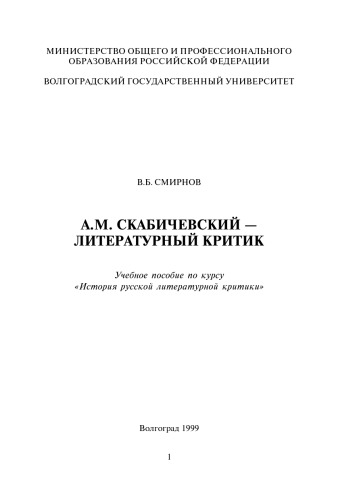 МИНИСТЕРСТВО ОБЩЕГО И ПРОФЕССИОНАЛЬНОГО
ОБРАЗОВАНИЯ РОССИЙСКОЙ ФЕДЕРАЦИИ
ВОЛГОГРАДСКИЙ ГОСУДАРСТВЕННЫЙ УНИВЕРСИТЕТ
В.Б. СМИРНОВ
А.М. СКАБИЧЕВСКИЙ —
ЛИТЕРАТУРНЫЙ КРИТИК
Учебное пособие по курсу
«История русской литературной критики»
Волгоград 1999
1